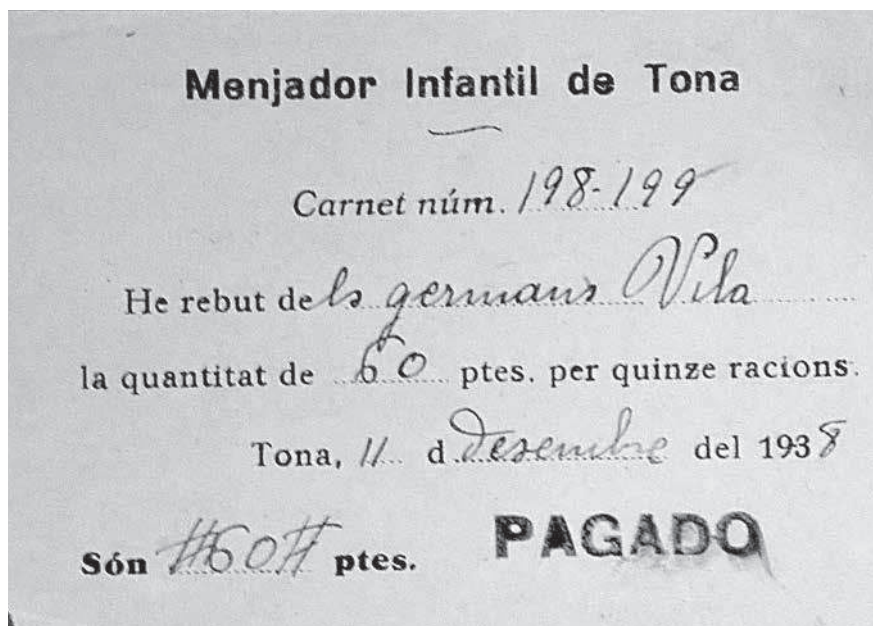 Menjador Infantil de Tona
Carnet núm. 198-199
He rebut dels germans Vila
la quantitat de 60 ptes. per quinze racions.
Tona, 11 d Desembre del 1938
Són #60# ptes. PAGADO